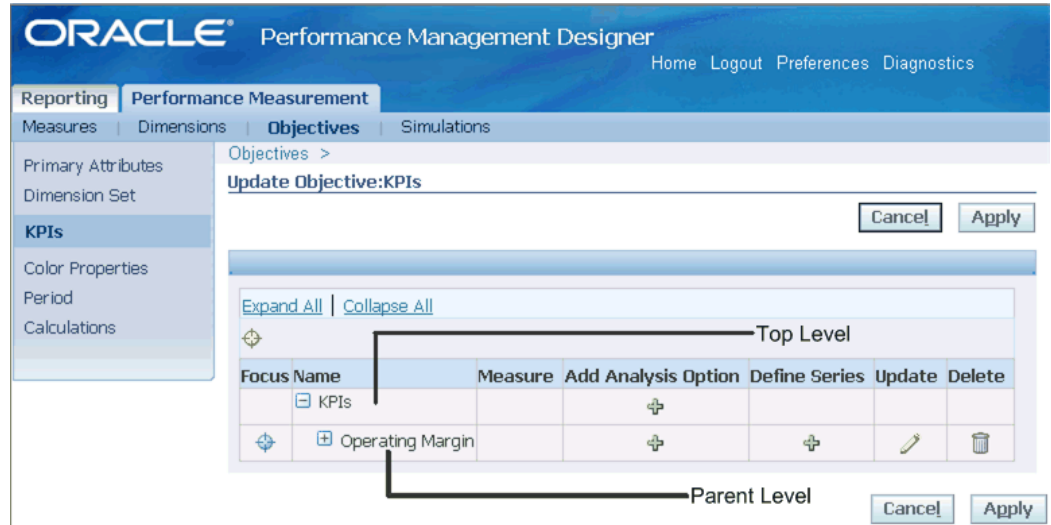 ORACLE® Performance Management Designer
Home Logout Preferences Diagnostics
Reporting Performance Measurement
Measures | Dimensions | Objectives | Simulations
Primary Attributes
Dimension Set
KPIs
Color Properties
Period
Calculations
Objectives >
Update Objective:KPIs
Cancel Apply
Expand All | Collapse All
Top Level
Focus Name Measure Add Analysis Option Define Series Update Delete
KPIs
Operating Margin
Parent Level
Cancel Apply